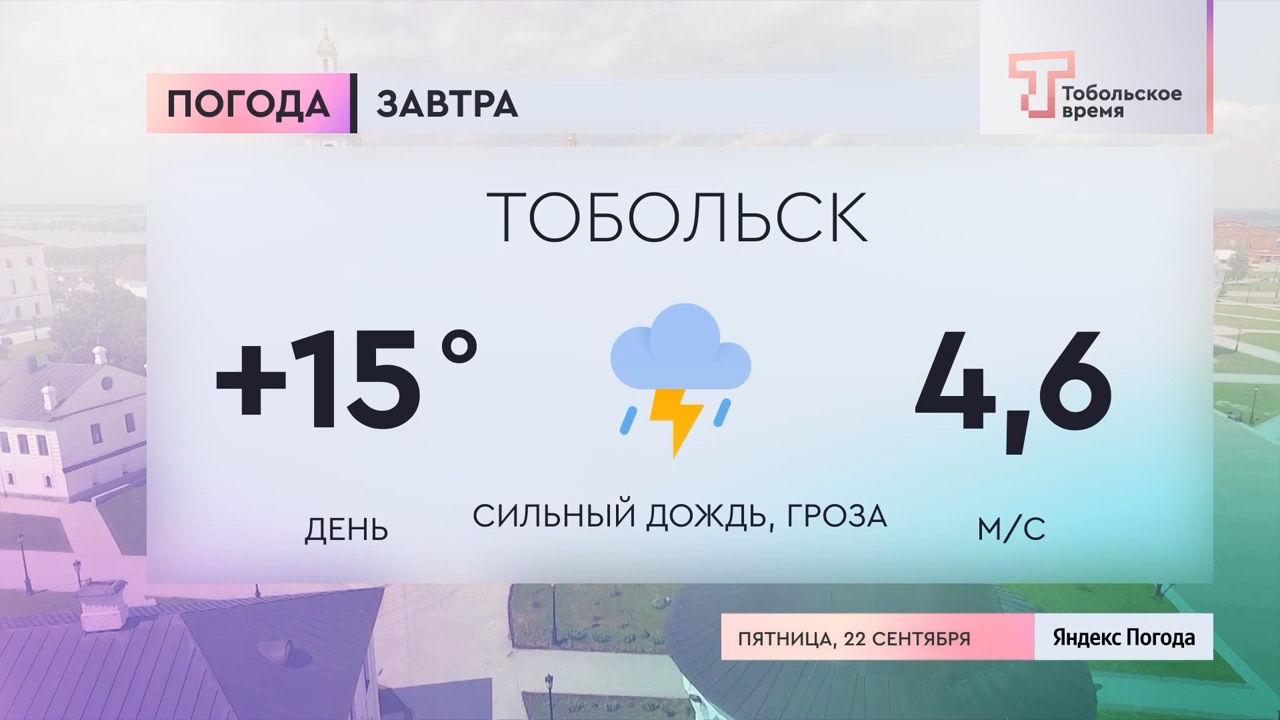 ПОГОДА ЗАВТРА
Тобольское
время
ТОБОЛЬСК
+15° 4,6
ДЕНЬ СИЛЬНЫЙ ДОЖДЬ, ГРОЗА М/С
ПЯТНИЦА, 22 СЕНТЯБРЯ Яндекс Погода